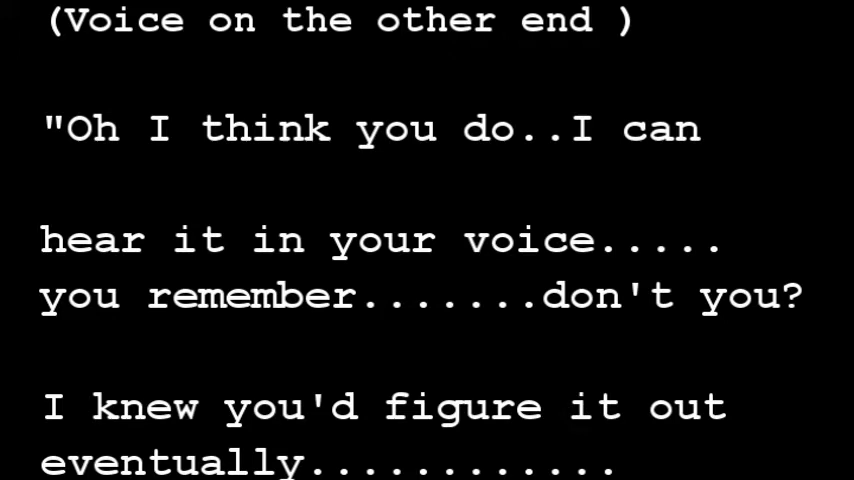 (Voice on the other end )
"Oh I think you do..I can
hear it in your voice.....
you remember.......don't you?
I knew you'd figure it out
eventually............